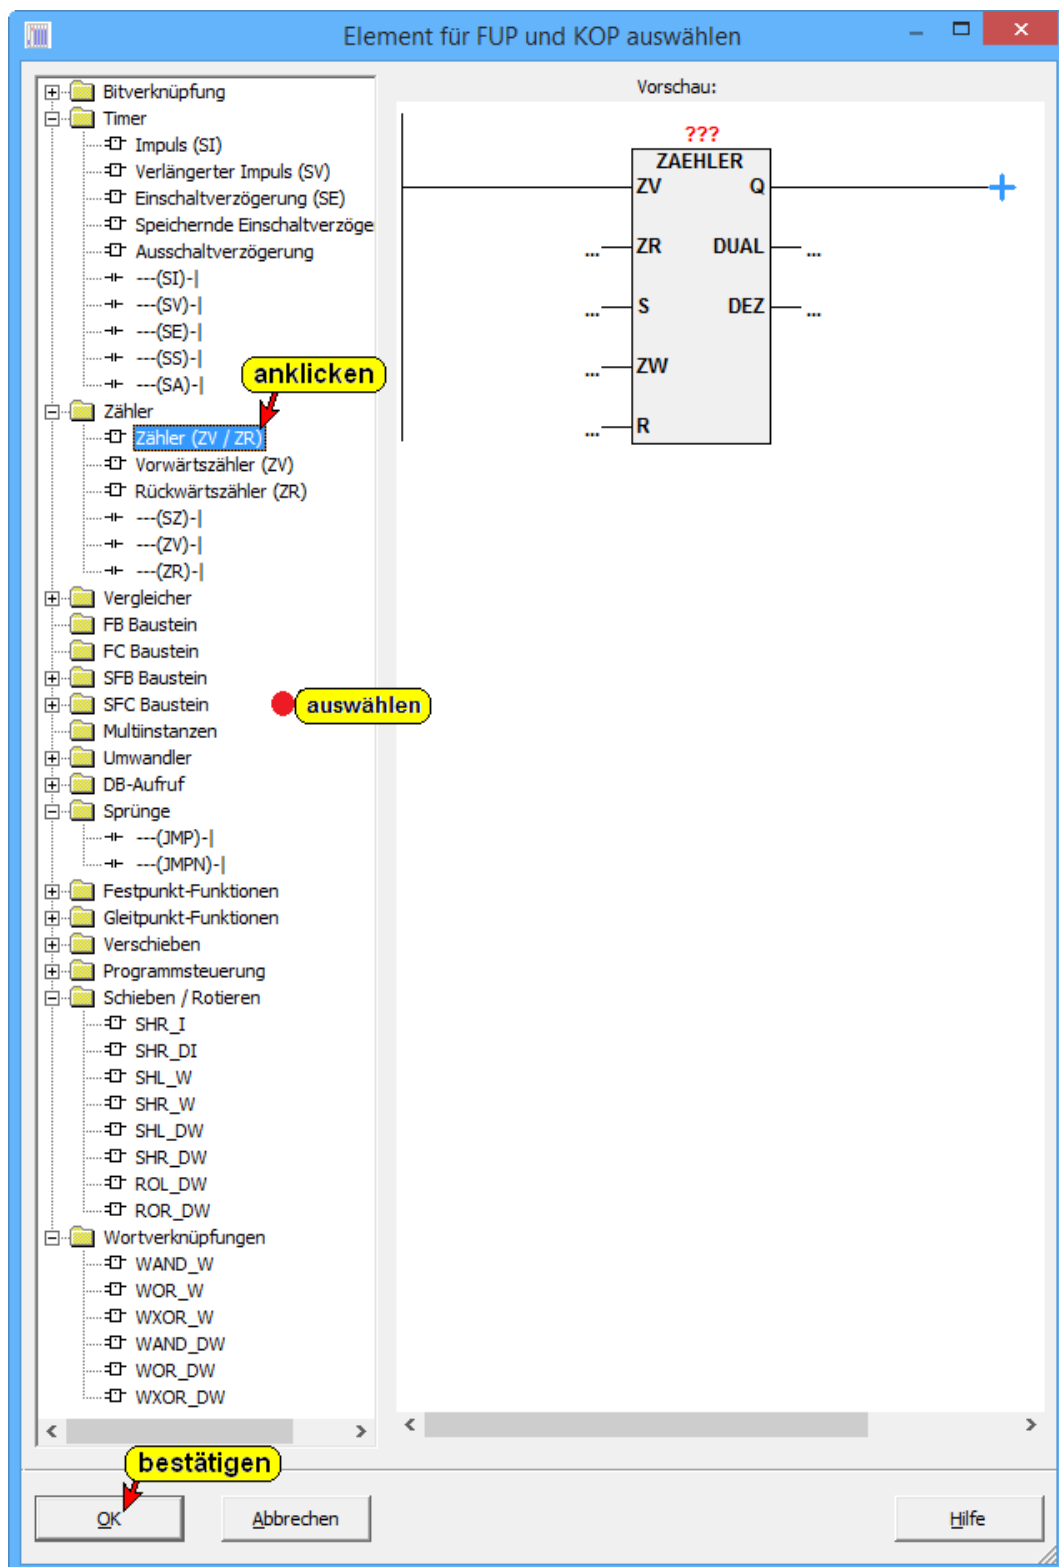 Element für FUP und KOP auswählen
Bitverknüpfung
Timer
Impuls (SI)
Verlängerter Impuls (SV)
Einschaltverzögerung (SE)
Speichernde Einschaltverzöge
Ausschaltverzögerung
---(SI)-|
---(SV)-|
---(SE)-|
---(SS)-|
---(SA)-|
anklicken
Zähler
Zähler (ZV / ZR)
Vorwärtszähler (ZV)
Rückwärtszähler (ZR)
---(SZ)-|
---(ZV)-|
---(ZR)-|
Vergleicher
FB Baustein
FC Baustein
SFB Baustein
SFC Baustein
auswählen
Multiinstanzen
Umwandler
DB-Aufruf
Sprünge
---(JMP)-|
---(JMPN)-|
Festpunkt-Funktionen
Gleitpunkt-Funktionen
Verschieben
Programmsteuerung
Schieben / Rotieren
SHR_I
SHR_DI
SHL_W
SHR_W
SHL_DW
SHR_DW
ROL_DW
ROR_DW
Wortverknüpfungen
WAND_W
WOR_W
WXOR_W
WAND_DW
WOR_DW
WXOR_DW
Vorschau:
???
ZAEHLER
ZV Q
... ZR DUAL ...
... S DEZ ...
... ZW
... R
bestätigen
OK
Abbrechen
Hilfe